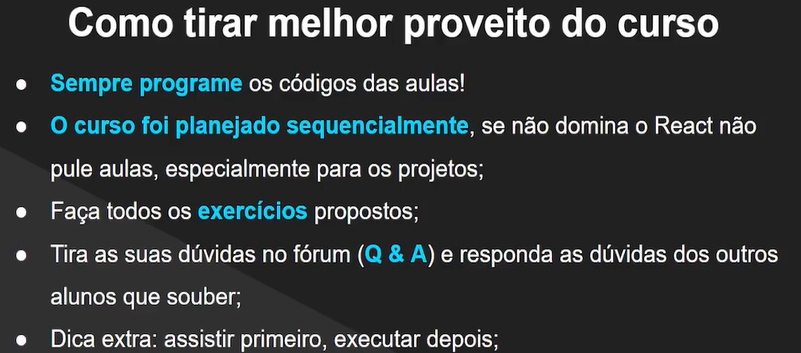 Como tirar melhor proveito do curso
● Sempre programe os códigos das aulas!
● O curso foi planejado sequencialmente, se não domina o React não
pule aulas, especialmente para os projetos;
● Faça todos os exercícios propostos;
● Tira as suas dúvidas no fórum (Q & A) e responda as dúvidas dos outros
alunos que souber;
● Dica extra: assistir primeiro, executar depois;